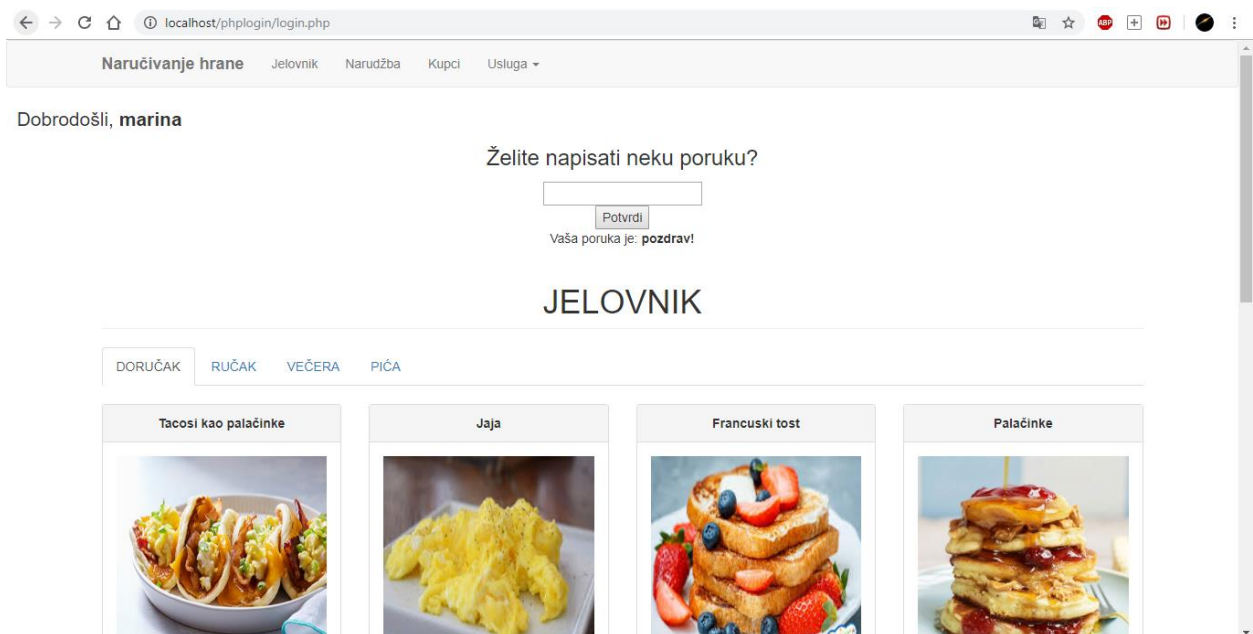 localhost/phplogin/login.php
ABP
Naručivanje hrane Jelovnik Narudžba Kupci Usluga
Dobrodošli, marina
Želite napisati neku poruku?
Potvrdi
Vaša poruka je: pozdrav!
JELOVNIK
DORUČAK RUČAK VEČERA PIĆA
Tacosi kao palačinke Jaja Francuski tost Palačinke